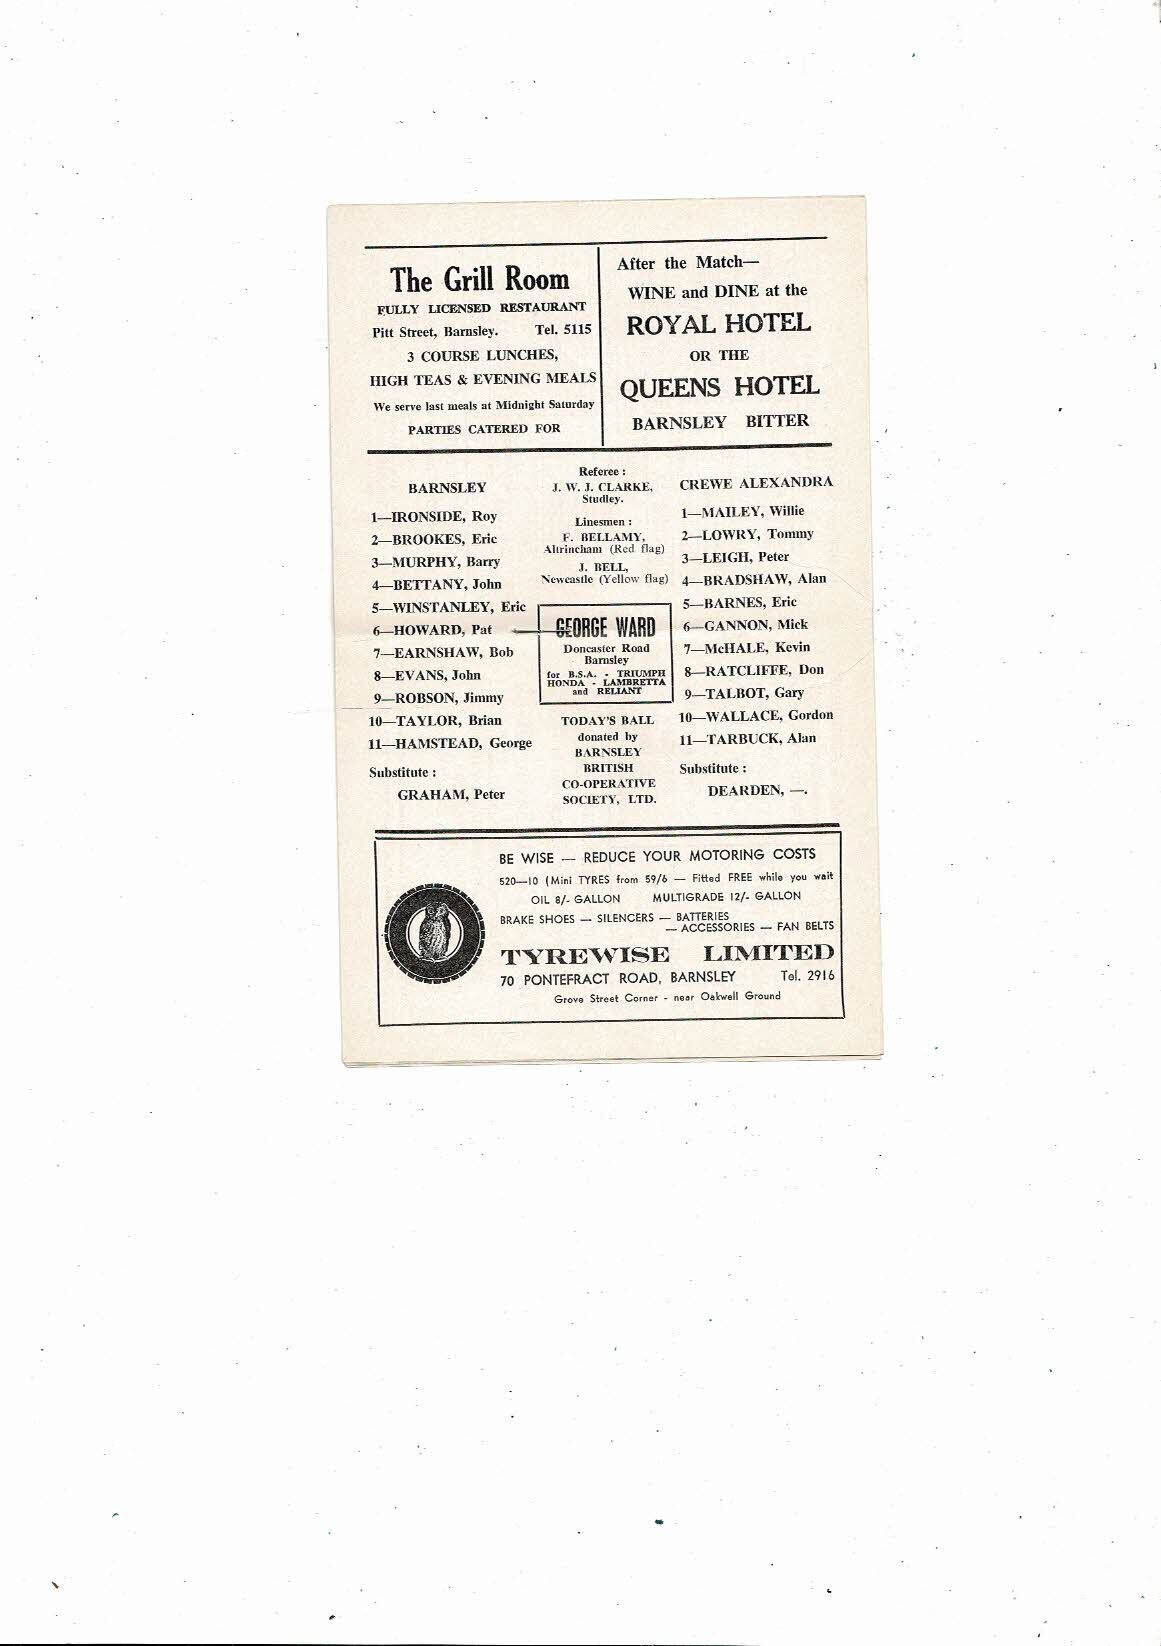 The Grill Room
FULLY LICENSED RESTAURANT
Pitt Street, Barnsley. Tel. 5115
3 COURSE LUNCHES,
HIGH TEAS & EVENING MEALS
We serve last meals at Midnight Saturday
PARTIES CATERED FOR
After the Match—
WINE and DINE at the
ROYAL HOTEL
OR THE
QUEENS HOTEL
BARNSLEY BITTER
BARNSLEY
1—IRONSIDE, Roy
2—BROOKES, Eric
3—MURPHY, Barry
4—BETTANY, John
5—WINSTANLEY, Eric
6—HOWARD, Pat
7—EARNSHAW, Bob
8—EVANS, John
9—ROBSON, Jimmy
10—TAYLOR, Brian
11—HAMSTEAD, George
Substitute :
GRAHAM, Peter
Referee :
J. W. J. CLARKE,
Studley.
Linesmen :
F. BELLAMY,
Altrincham (Red flag)
J. BELL,
Newcastle (Yellow flag)
GEORGE WARD
Doncaster Road
Barnsley
for B.S.A. - TRIUMPH
HONDA - LAMBRETTA
and RELIANT
TODAY'S BALL
donated by
BARNSLEY
BRITISH
CO-OPERATIVE
SOCIETY, LTD.
CREWE ALEXANDRA
1—MAILEY, Willie
2—LOWRY, Tommy
3—LEIGH, Peter
4—BRADSHAW, Alan
5—BARNES, Eric
6—GANNON, Mick
7—McHALE, Kevin
8—RATCLIFFE, Don
9—TALBOT, Gary
10—WALLACE, Gordon
11—TARBUCK, Alan
Substitute :
DEARDEN, —.
BE WISE — REDUCE YOUR MOTORING COSTS
520—10 (Mini TYRES from 59/6 — Fitted FREE while you wait
OIL 8/- GALLON MULTIGRADE 12/- GALLON
BRAKE SHOES — SILENCERS — BATTERIES
— ACCESSORIES — FAN BELTS
TYREWISE LIMITED
70 PONTEFRACT ROAD, BARNSLEY Tel. 2916
Grove Street Corner - near Oakwell Ground